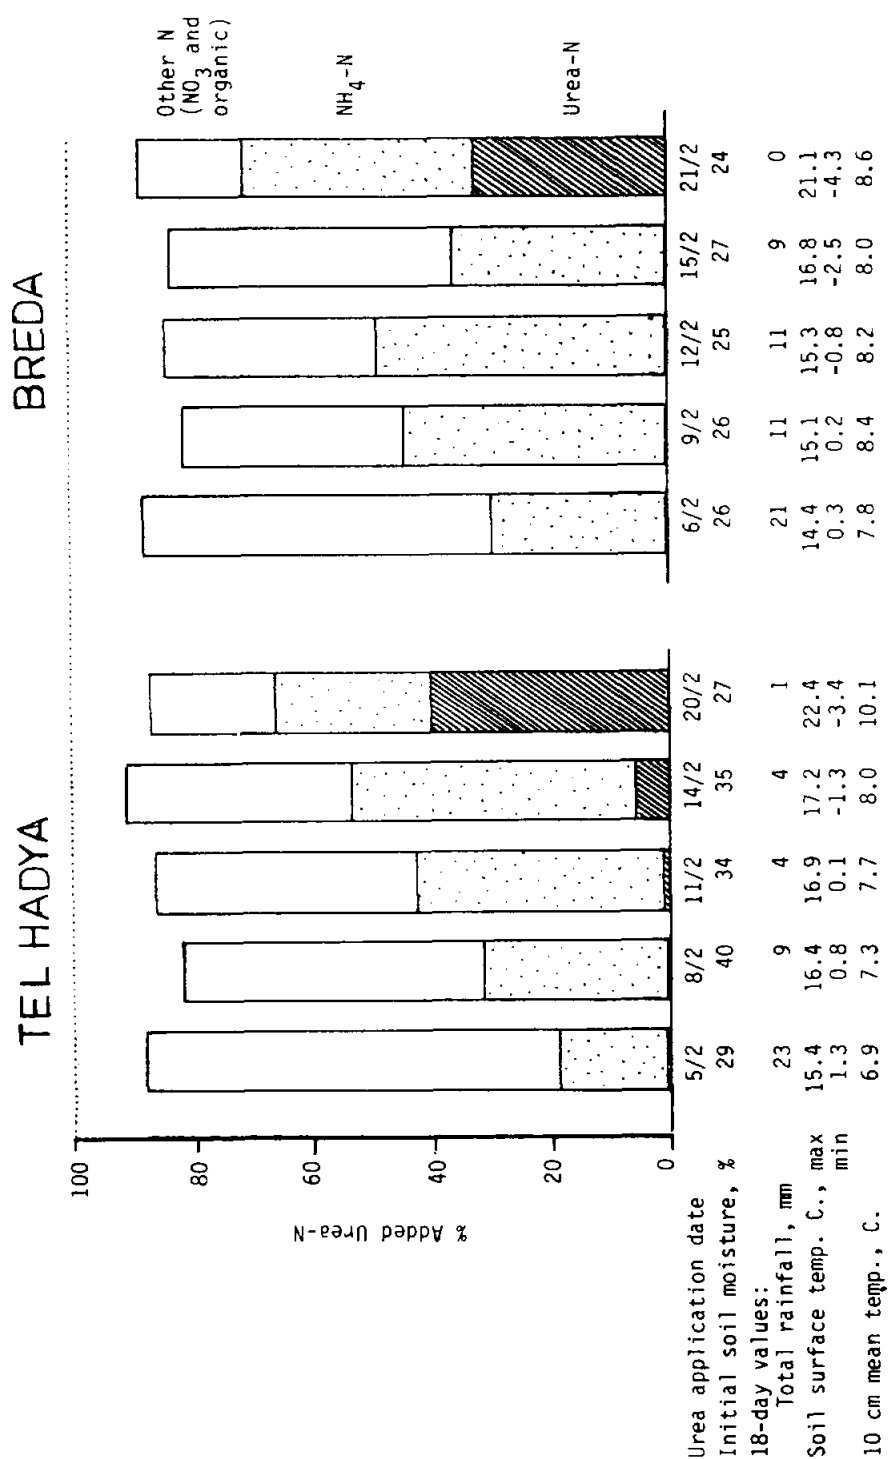 TEL HADYA BREDA
Other N
(NO3 and
organic)
NH4-N
Urea-N
% Added Urea-N
100
80
60
40
20
0
Urea application date 5/2 8/2 11/2 14/2 20/2 6/2 9/2 12/2 15/2 21/2
Initial soil moisture, % 29 40 34 35 27 26 26 25 27 24
18-day values:
Total rainfall, mm 23 9 4 4 1 21 11 11 9 0
Soil surface temp. C., max 15.4 16.4 16.9 17.2 22.4 14.4 15.1 15.3 16.8 21.1
min 1.3 0.8 0.1 -1.3 -3.4 0.3 0.2 -0.8 -2.5 -4.3
10 cm mean temp., C. 6.9 7.3 7.7 8.0 10.1 7.8 8.4 8.2 8.0 8.6